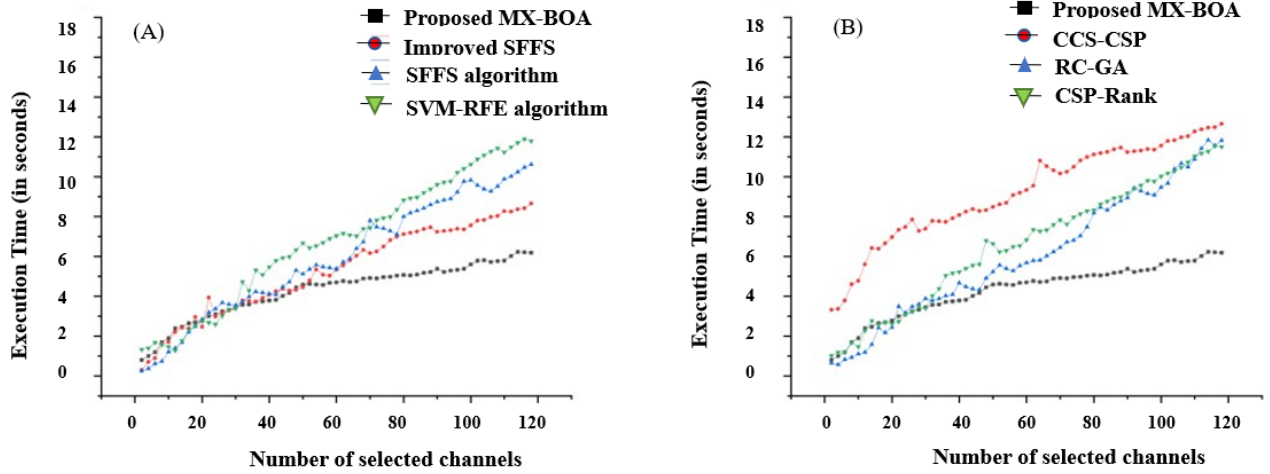 (A)
Proposed MX-BOA
Improved SFFS
SFFS algorithm
SVM-RFE algorithm
Execution Time (in seconds)
18
16
14
12
10
8
6
4
2
0
0 20 40 60 80 100 120
Number of selected channels
(B)
Proposed MX-BOA
CCS-CSP
RC-GA
CSP-Rank
Execution Time (in seconds)
18
16
14
12
10
8
6
4
2
0
0 20 40 60 80 100 120
Number of selected channels